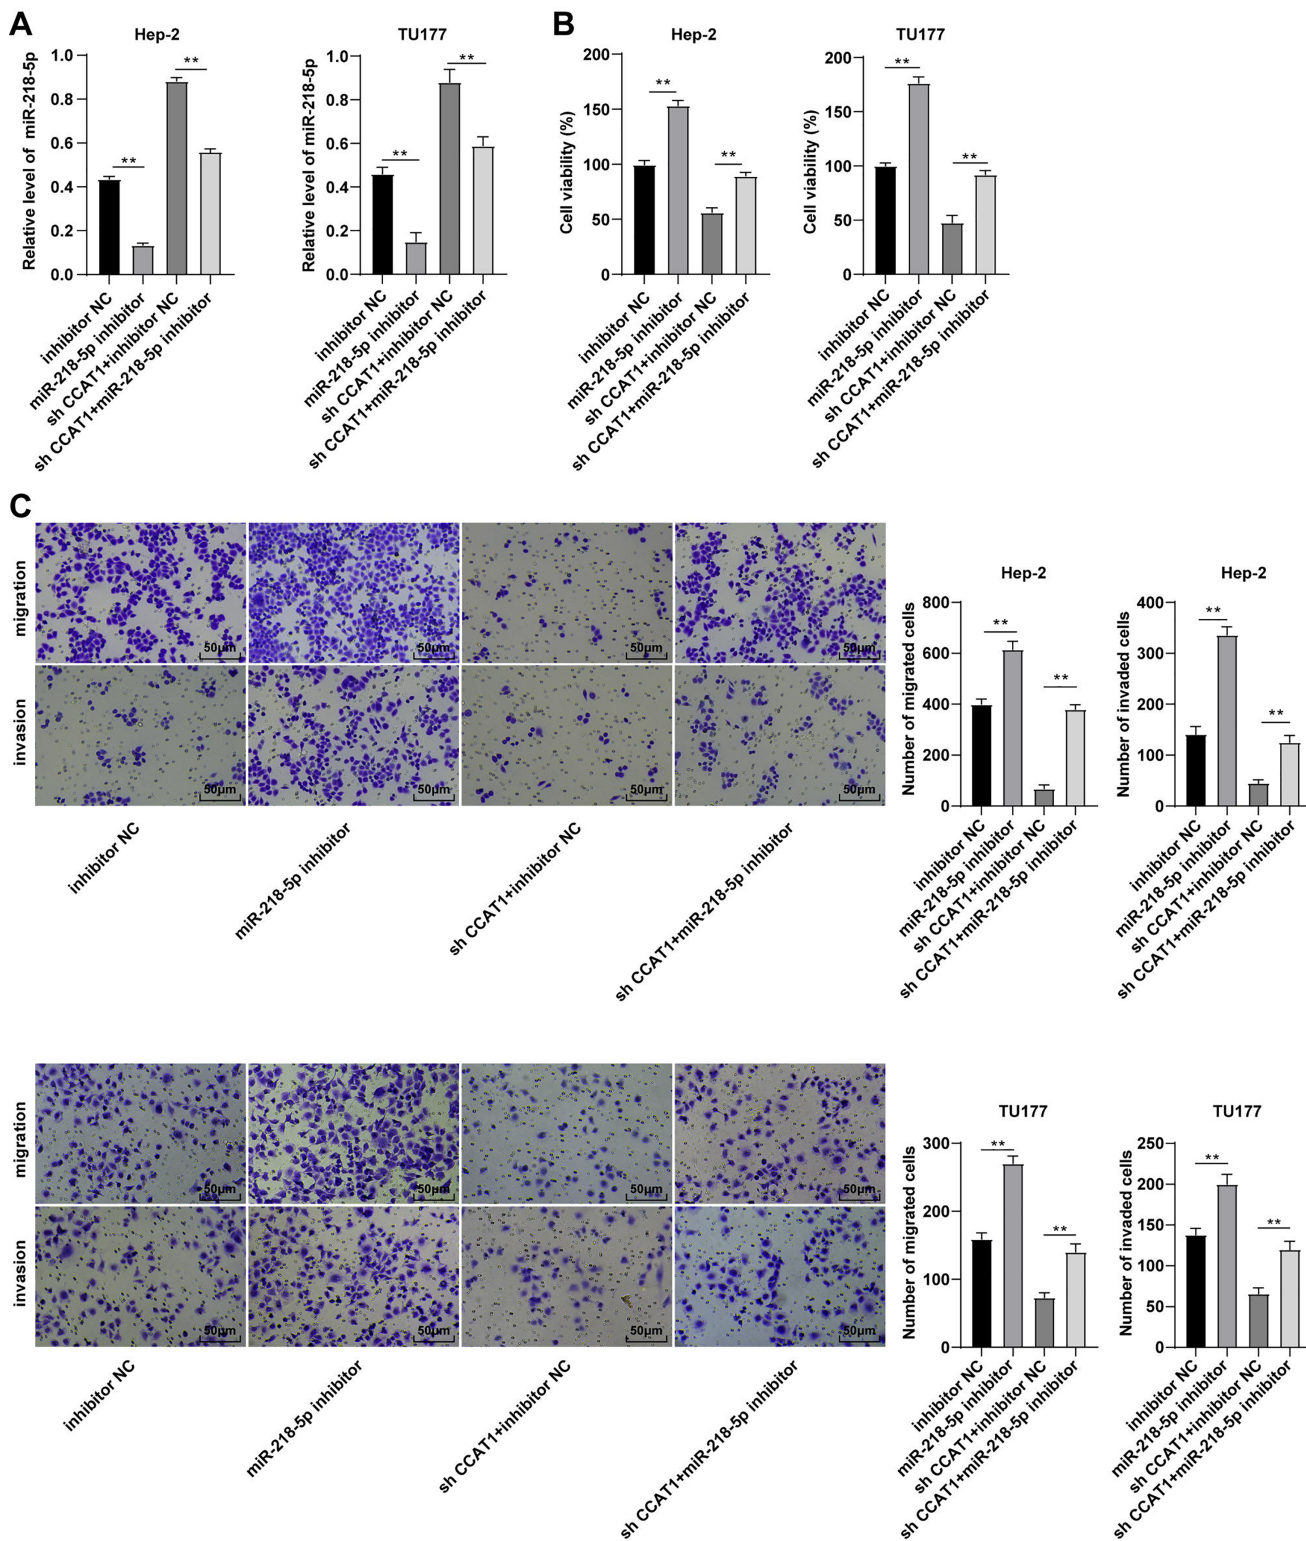 A
Hep-2
Relative level of miR-218-5p
1.0
0.8
0.6
0.4
0.2
0.0
**
**
inhibitor NC
miR-218-5p inhibitor
sh CCAT1+inhibitor NC
sh CCAT1+miR-218-5p inhibitor
TU177
Relative level of miR-218-5p
1.0
0.8
0.6
0.4
0.2
0.0
**
**
inhibitor NC
miR-218-5p inhibitor
sh CCAT1+inhibitor NC
sh CCAT1+miR-218-5p inhibitor
B
Hep-2
Cell viability (%)
200
150
100
50
0
**
**
inhibitor NC
miR-218-5p inhibitor
sh CCAT1+inhibitor NC
sh CCAT1+miR-218-5p inhibitor
TU177
Cell viability (%)
200
150
100
50
0
**
**
inhibitor NC
miR-218-5p inhibitor
sh CCAT1+inhibitor NC
sh CCAT1+miR-218-5p inhibitor
C
migration
50μm
50μm
50μm
50μm
invasion
50μm
50μm
50μm
50μm
inhibitor NC
miR-218-5p inhibitor
sh CCAT1+inhibitor NC
sh CCAT1+miR-218-5p inhibitor
Hep-2
Number of migrated cells
800
600
400
200
0
**
**
inhibitor NC
miR-218-5p inhibitor
sh CCAT1+inhibitor NC
sh CCAT1+miR-218-5p inhibitor
Hep-2
Number of invaded cells
400
300
200
100
0
**
**
inhibitor NC
miR-218-5p inhibitor
sh CCAT1+inhibitor NC
sh CCAT1+miR-218-5p inhibitor
migration
50μm
50μm
50μm
50μm
invasion
50μm
50μm
50μm
50μm
inhibitor NC
miR-218-5p inhibitor
sh CCAT1+inhibitor NC
sh CCAT1+miR-218-5p inhibitor
TU177
Number of migrated cells
300
200
100
0
**
**
inhibitor NC
miR-218-5p inhibitor
sh CCAT1+inhibitor NC
sh CCAT1+miR-218-5p inhibitor
TU177
Number of invaded cells
250
200
150
100
50
0
**
**
inhibitor NC
miR-218-5p inhibitor
sh CCAT1+inhibitor NC
sh CCAT1+miR-218-5p inhibitor